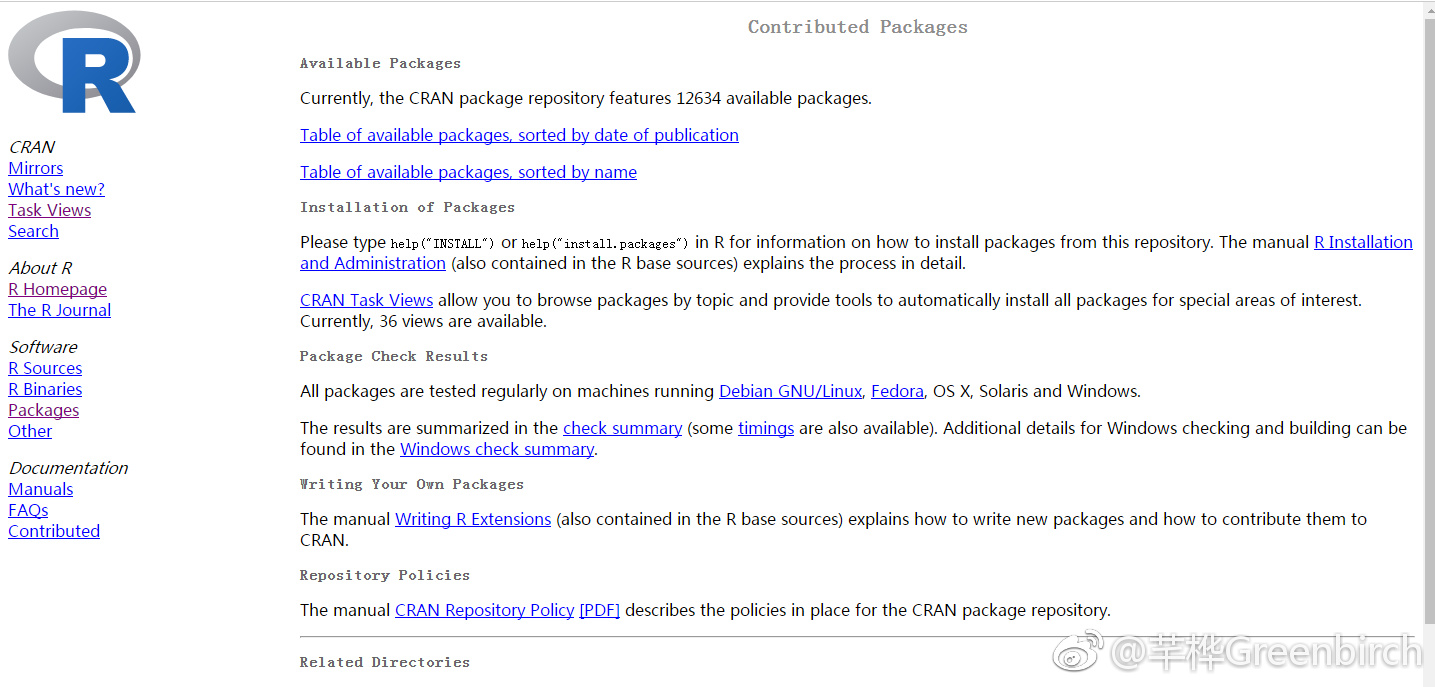 R
CRAN
Mirrors
What's new?
Task Views
Search
About R
R Homepage
The R Journal
Software
R Sources
R Binaries
Packages
Other
Documentation
Manuals
FAQs
Contributed
Contributed Packages
Available Packages
Currently, the CRAN package repository features 12634 available packages.
Table of available packages, sorted by date of publication
Table of available packages, sorted by name
Installation of Packages
Please type help("INSTALL") or help("install.packages") in R for information on how to install packages from this repository. The manual R Installation
and Administration (also contained in the R base sources) explains the process in detail.
CRAN Task Views allow you to browse packages by topic and provide tools to automatically install all packages for special areas of interest.
Currently, 36 views are available.
Package Check Results
All packages are tested regularly on machines running Debian GNU/Linux, Fedora, OS X, Solaris and Windows.
The results are summarized in the check summary (some timings are also available). Additional details for Windows checking and building can be
found in the Windows check summary.
Writing Your Own Packages
The manual Writing R Extensions (also contained in the R base sources) explains how to write new packages and how to contribute them to
CRAN.
Repository Policies
The manual CRAN Repository Policy [PDF] describes the policies in place for the CRAN package repository.
Related Directories
@芏桦Greenbirch